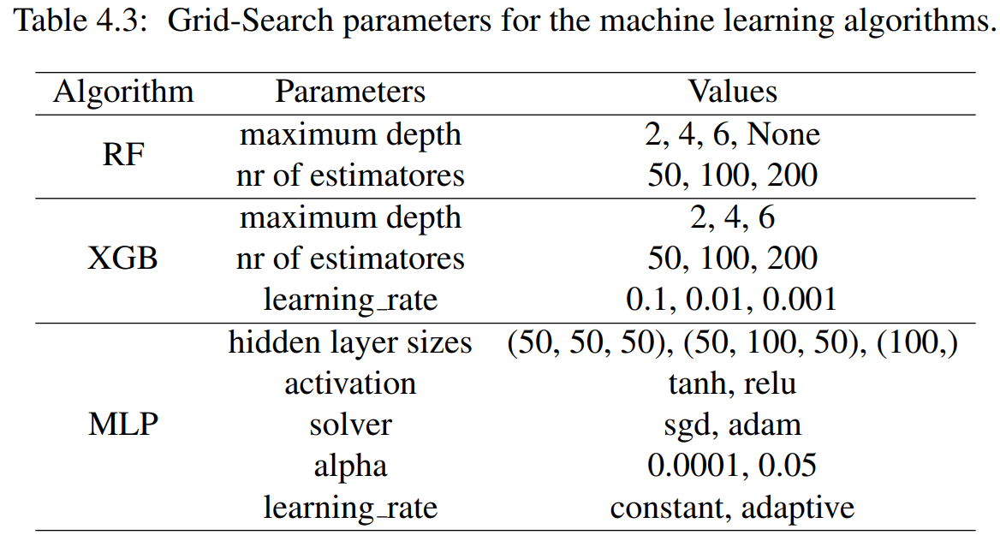 Table 4.3: Grid-Search parameters for the machine learning algorithms.
Algorithm Parameters Values
RF
maximum depth 2, 4, 6, None
nr of estimatores 50, 100, 200
XGB
maximum depth 2, 4, 6
nr of estimatores 50, 100, 200
learning_rate 0.1, 0.01, 0.001
MLP
hidden layer sizes (50, 50, 50), (50, 100, 50), (100,)
activation tanh, relu
solver sgd, adam
alpha 0.0001, 0.05
learning_rate constant, adaptive